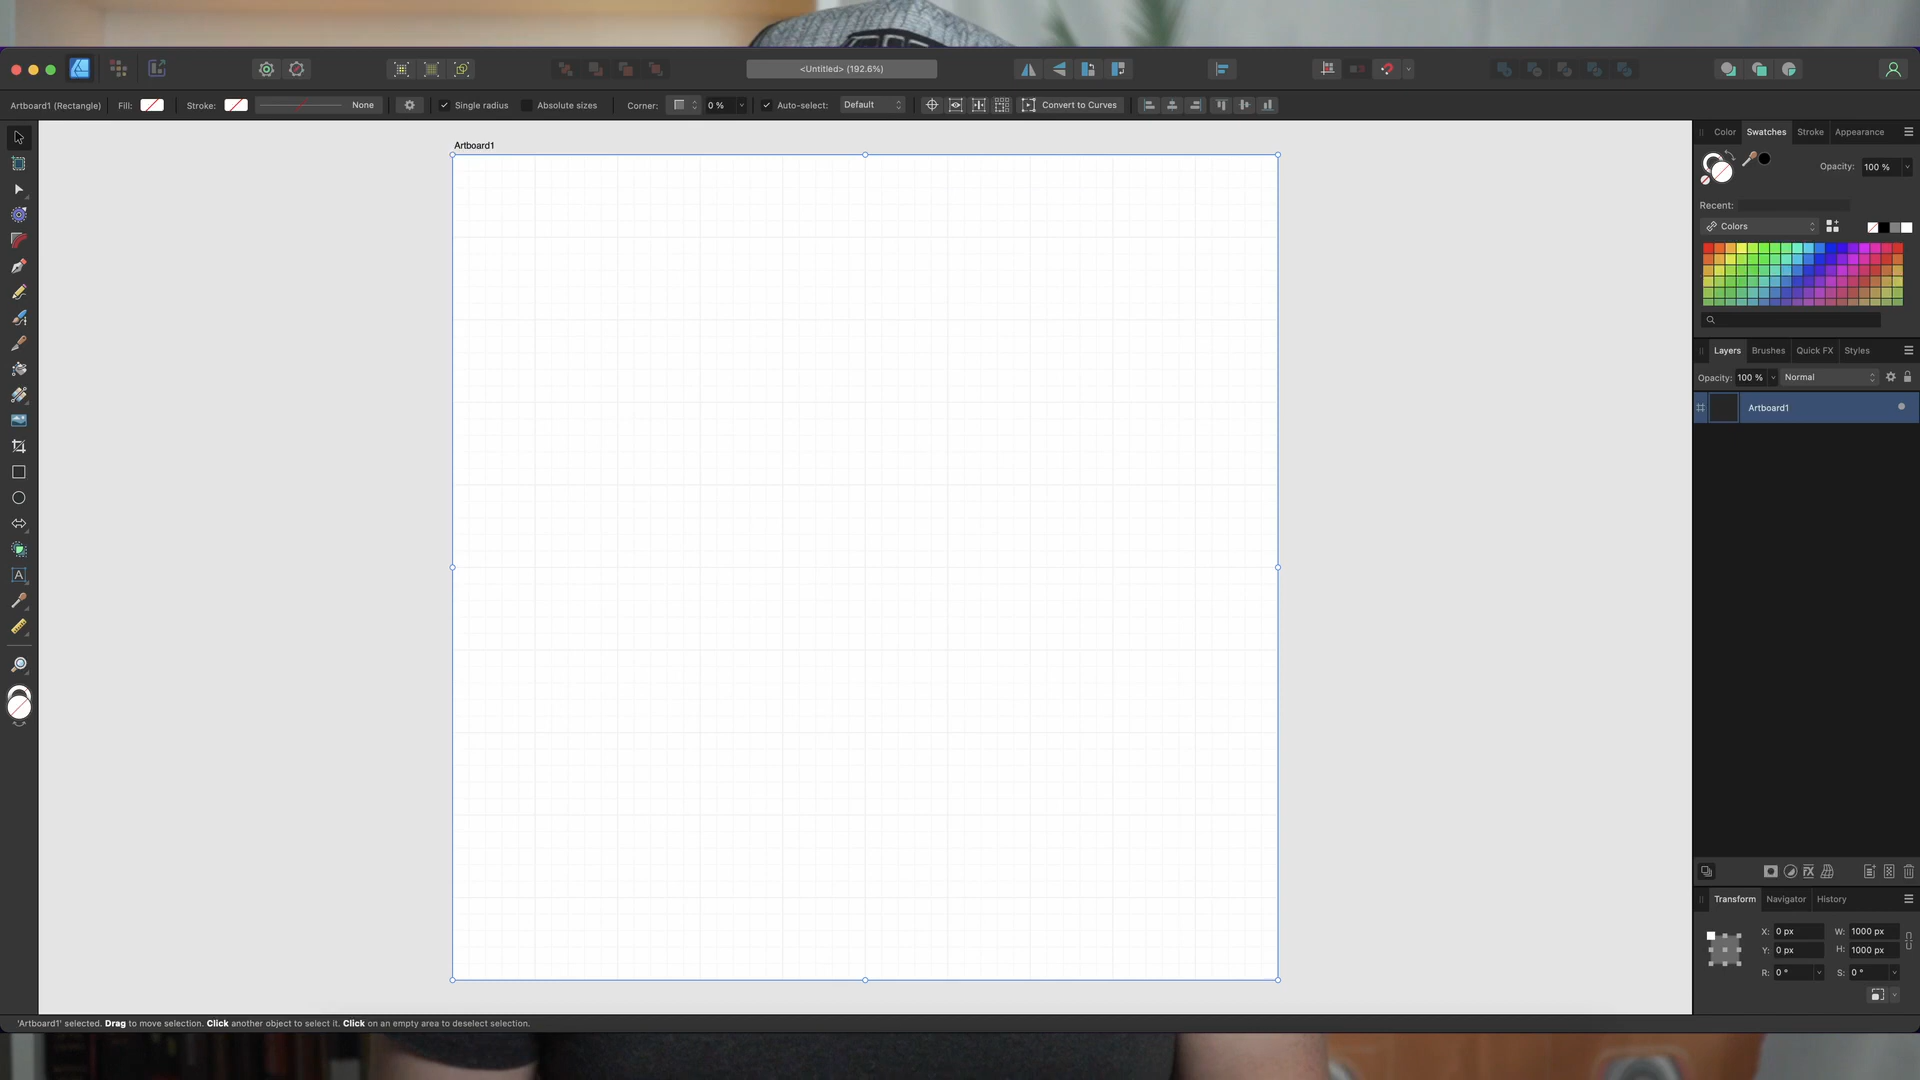 <Untitled> (192.6%)
Artboard1 (Rectangle) Fill: Stroke: None Single radius Absolute sizes Corner: 0 % Auto-select: Default Convert to Curves
Artboard1
Color Swatches Stroke Appearance
Opacity: 100 %
Recent:
Colors
Layers Brushes Quick FX Styles
Opacity: 100 % Normal
Artboard1
Transform Navigator History
X: 0 px W: 1000 px
Y: 0 px H: 1000 px
R: 0 ° S: 0 °
'Artboard1' selected. Drag to move selection. Click another object to select it. Click on an empty area to deselect selection.